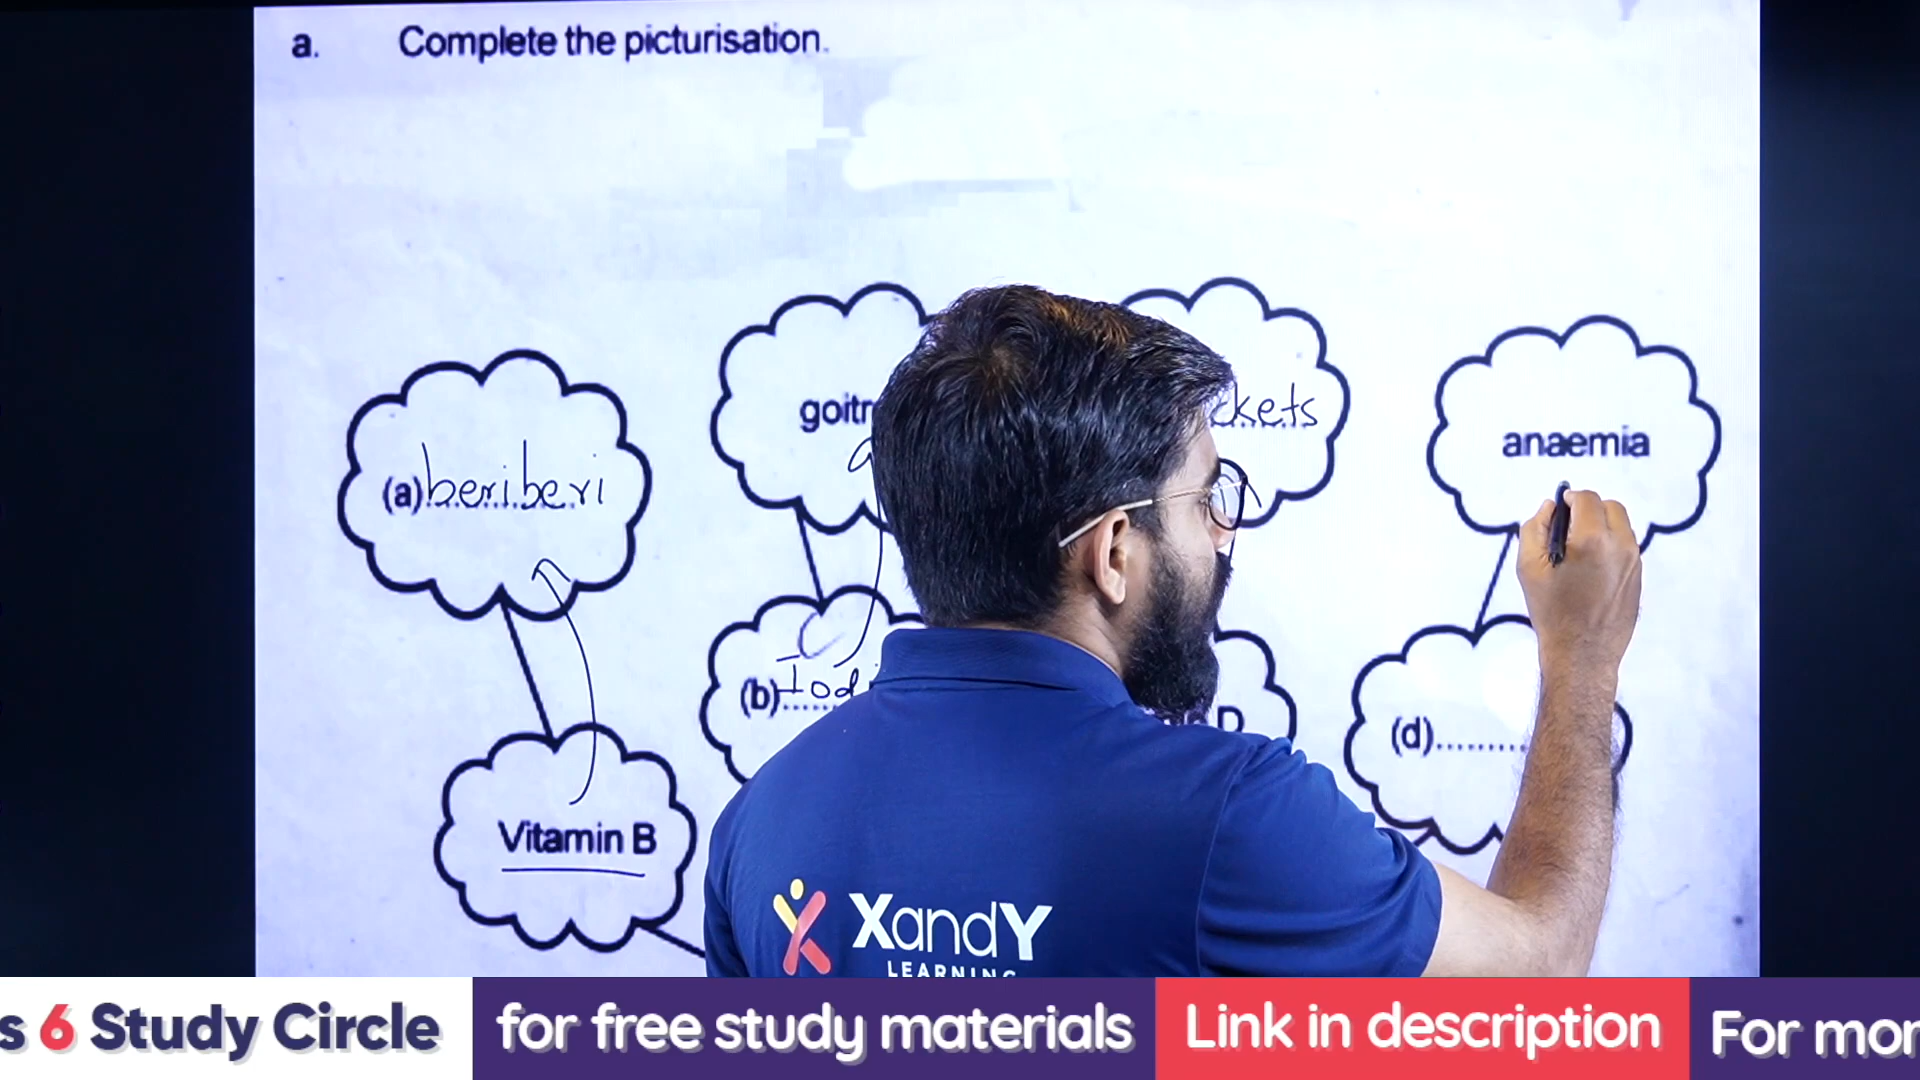 a. Complete the picturisation.
goitr
ckets
anaemia
(a) beriberi
(b) Iod
D
(d)..........
Vitamin B
XandY
LEARNING
s 6 Study Circle
for free study materials
Link in description
For mor